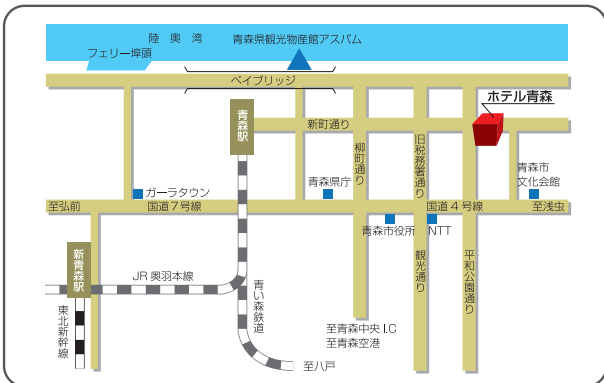 陸奥湾
青森県観光物産館アスパム
フェリー埠頭
ベイブリッジ
ホテル青森
青森駅
新町通り
柳町通り
旧税務署通り
青森市
文化会館
ガーラタウン
青森県庁
至弘前
国道7号線
国道4号線
至浅虫
青森市役所
NTT
新青森駅
JR奥羽本線
青い森鉄道
観光通り
平和公園通り
東北新幹線
至青森中央I.C
至青森空港
至八戸